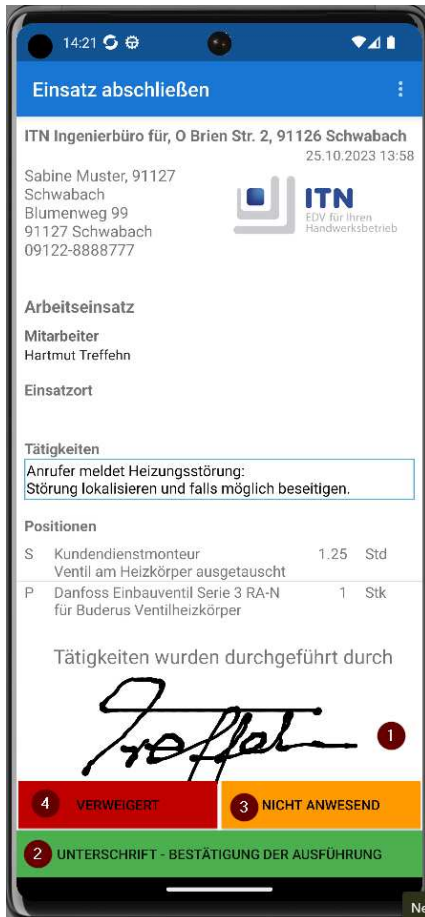 14:21
Einsatz abschließen
ITN Ingenierbüro für, O Brien Str. 2, 91126 Schwabach
25.10.2023 13:58
Sabine Muster, 91127
Schwabach
Blumenweg 99
91127 Schwabach
09122-8888777
ITN
EDV für Ihren
Handwerksbetrieb
Arbeitseinsatz
Mitarbeiter
Hartmut Treffehn
Einsatzort
Tätigkeiten
Anrufer meldet Heizungsstörung:
Störung lokalisieren und falls möglich beseitigen.
Positionen
S Kundendienstmonteur 1.25 Std
Ventil am Heizkörper ausgetauscht
P Danfoss Einbauventil Serie 3 RA-N 1 Stk
für Buderus Ventilheizkörper
Tätigkeiten wurden durchgeführt durch
1
4 VERWEIGERT 3 NICHT ANWESEND
2 UNTERSCHRIFT - BESTÄTIGUNG DER AUSFÜHRUNG